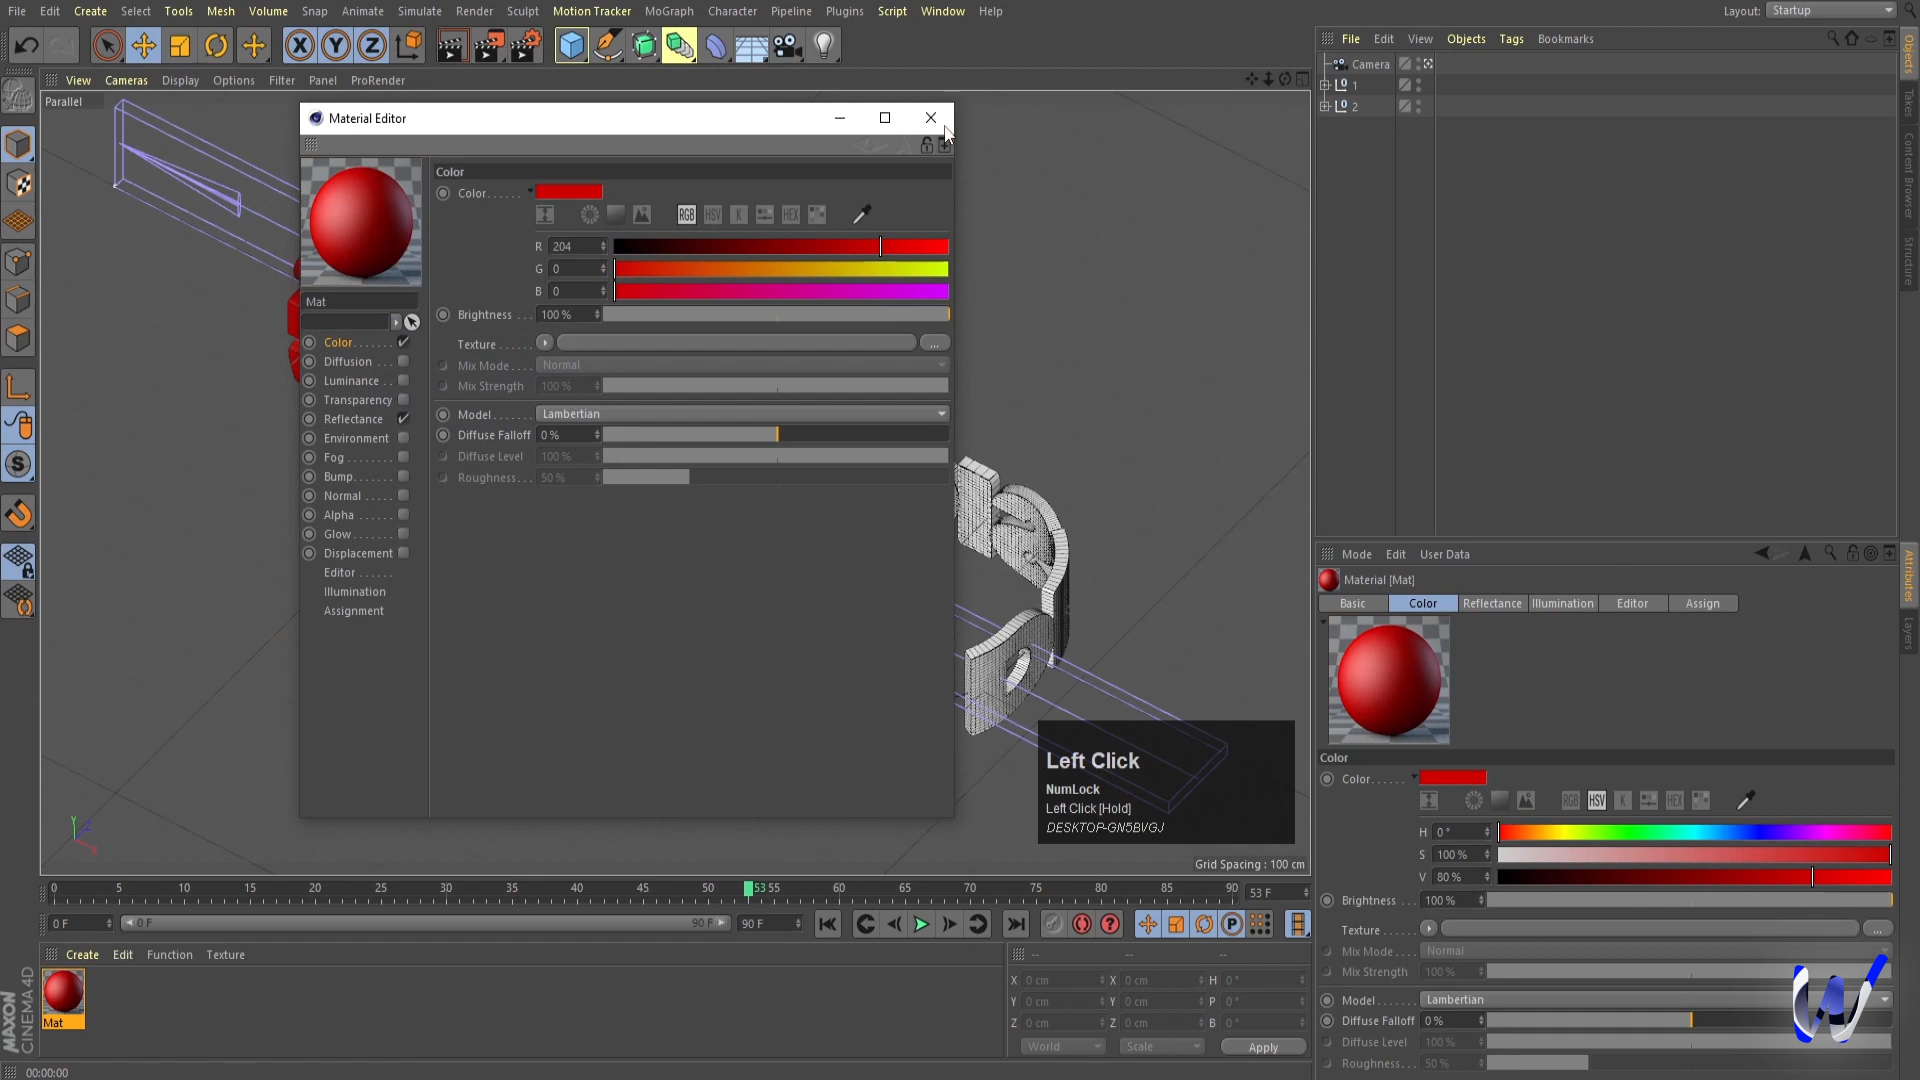 File Edit Create Select Tools Mesh Volume Snap Animate Simulate Render Sculpt Motion Tracker MoGraph Character Pipeline Plugins Script Window Help Layout: Startup
File Edit View Objects Tags Bookmarks
View Cameras Display Options Filter Panel ProRender
Parallel
Camera
1
2
Objects
Takes
Content Browser
Structure
Material Editor
Color
Color
RGB HSV K HEX
R 204
G 0
B 0
Mat
Brightness 100 %
Color
Texture
...
Diffusion
Mix Mode Normal
Luminance
Mix Strength 100 %
Transparency
Reflectance
Model Lambertian
Environment
Diffuse Falloff 0 %
Fog
Diffuse Level 100 %
Bump
Roughness 50 %
Normal
Alpha
Glow
Displacement
Editor
Illumination
Assignment
Mode Edit User Data
Material [Mat]
Basic Color Reflectance Illumination Editor Assign
Attributes
Layers
Color
Color
RGB HSV K HEX
H 0 °
S 100 %
V 80 %
Brightness 100 %
Texture
...
Mix Mode Normal
Mix Strength 100 %
Model Lambertian
Diffuse Falloff 0 %
Diffuse Level 100 %
Roughness 50 %
Left Click
NumLock
Left Click [Hold]
DESKTOP-GN5BVGJ
Grid Spacing : 100 cm
Y
Z
X
0 5 10 15 20 25 30 35 40 45 50 53 55 60 65 70 75 80 85 90 53 F
0 F 0 F 90 F 90 F
Create Edit Function Texture
Mat
-- -- --
X 0 cm X 0 cm H 0 °
Y 0 cm Y 0 cm P 0 °
Z 0 cm Z 0 cm B 0 °
World Scale Apply
MAXON
CINEMA 4D
00:00:00
W